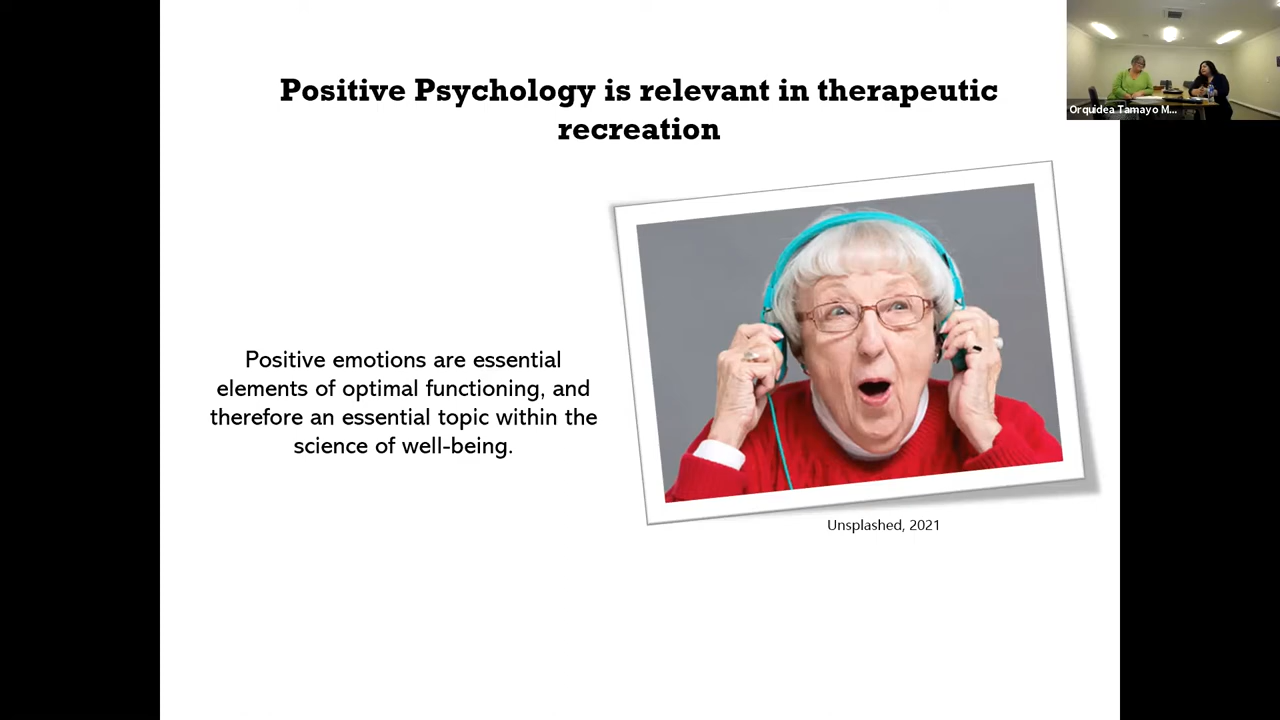 Positive Psychology is relevant in therapeutic
recreation
Orquidea Tamayo M...
Positive emotions are essential
elements of optimal functioning, and
therefore an essential topic within the
science of well-being.
Unsplashed, 2021